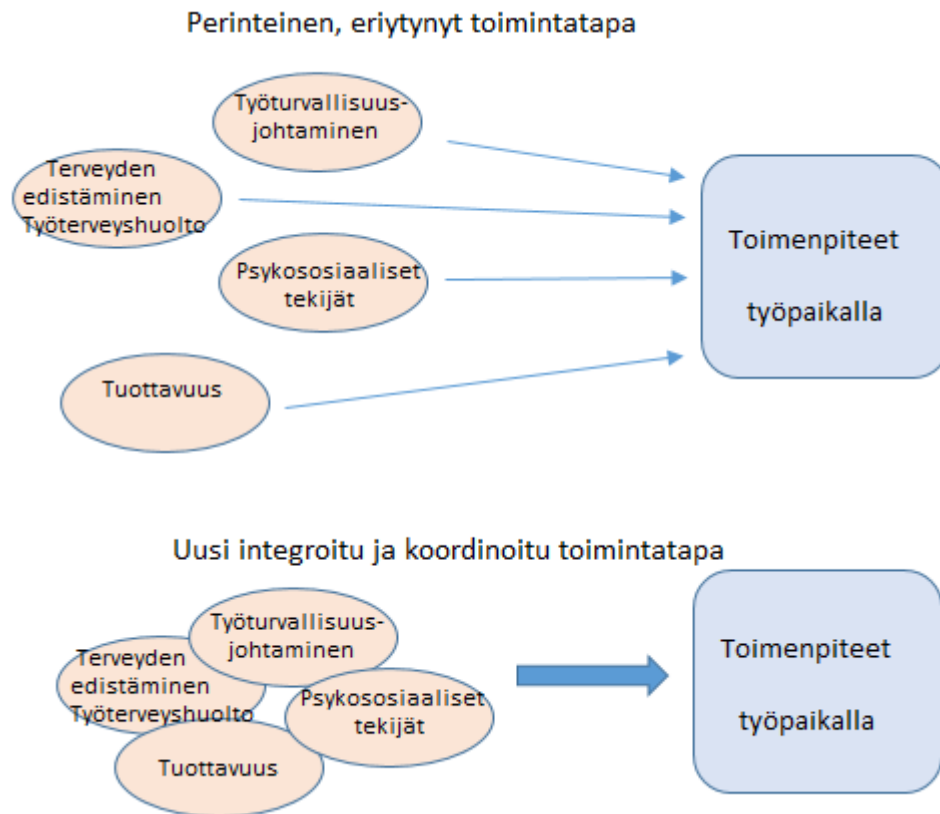 Perinteinen, eriytynyt toimintatapa
Työturvallisuus-
johtaminen
Terveyden
edistäminen
Työterveyshuolto
Psykososiaaliset
tekijät
Tuottavuus
Toimenpiteet
työpaikalla
Uusi integroitu ja koordinoitu toimintatapa
Työturvallisuus-
johtaminen
Terveyden
edistäminen
Työterveyshuolto
Psykososiaaliset
tekijät
Tuottavuus
Toimenpiteet
työpaikalla